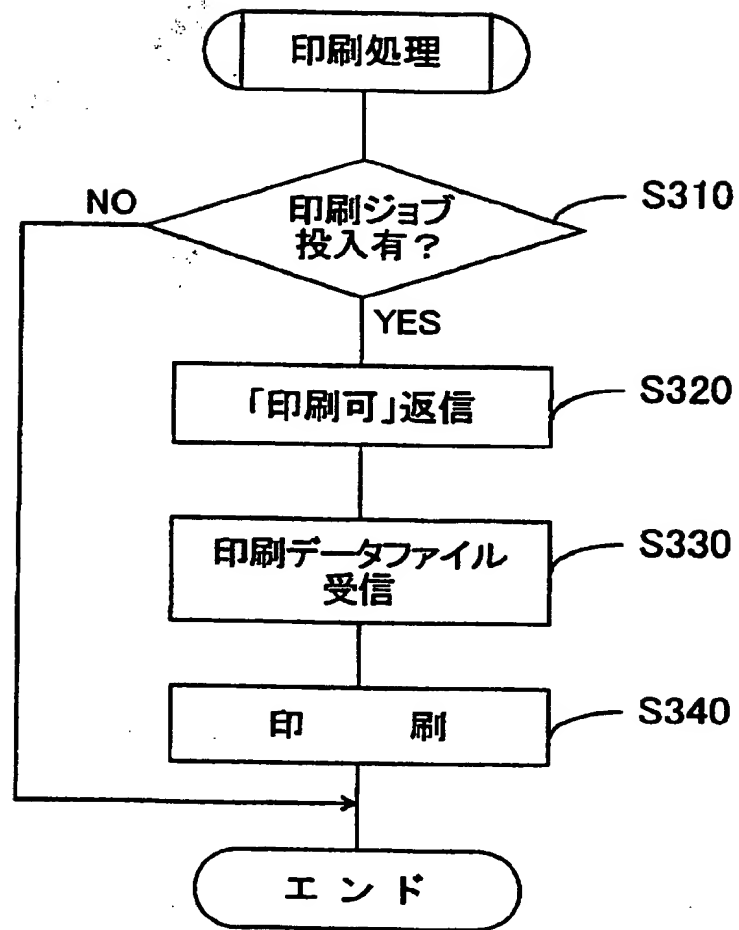 印刷処理
NO
印刷ジョブ
投入有?
S310
YES
「印刷可」返信
S320
印刷データファイル
受信
S330
印　　刷
S340
エ ン ド